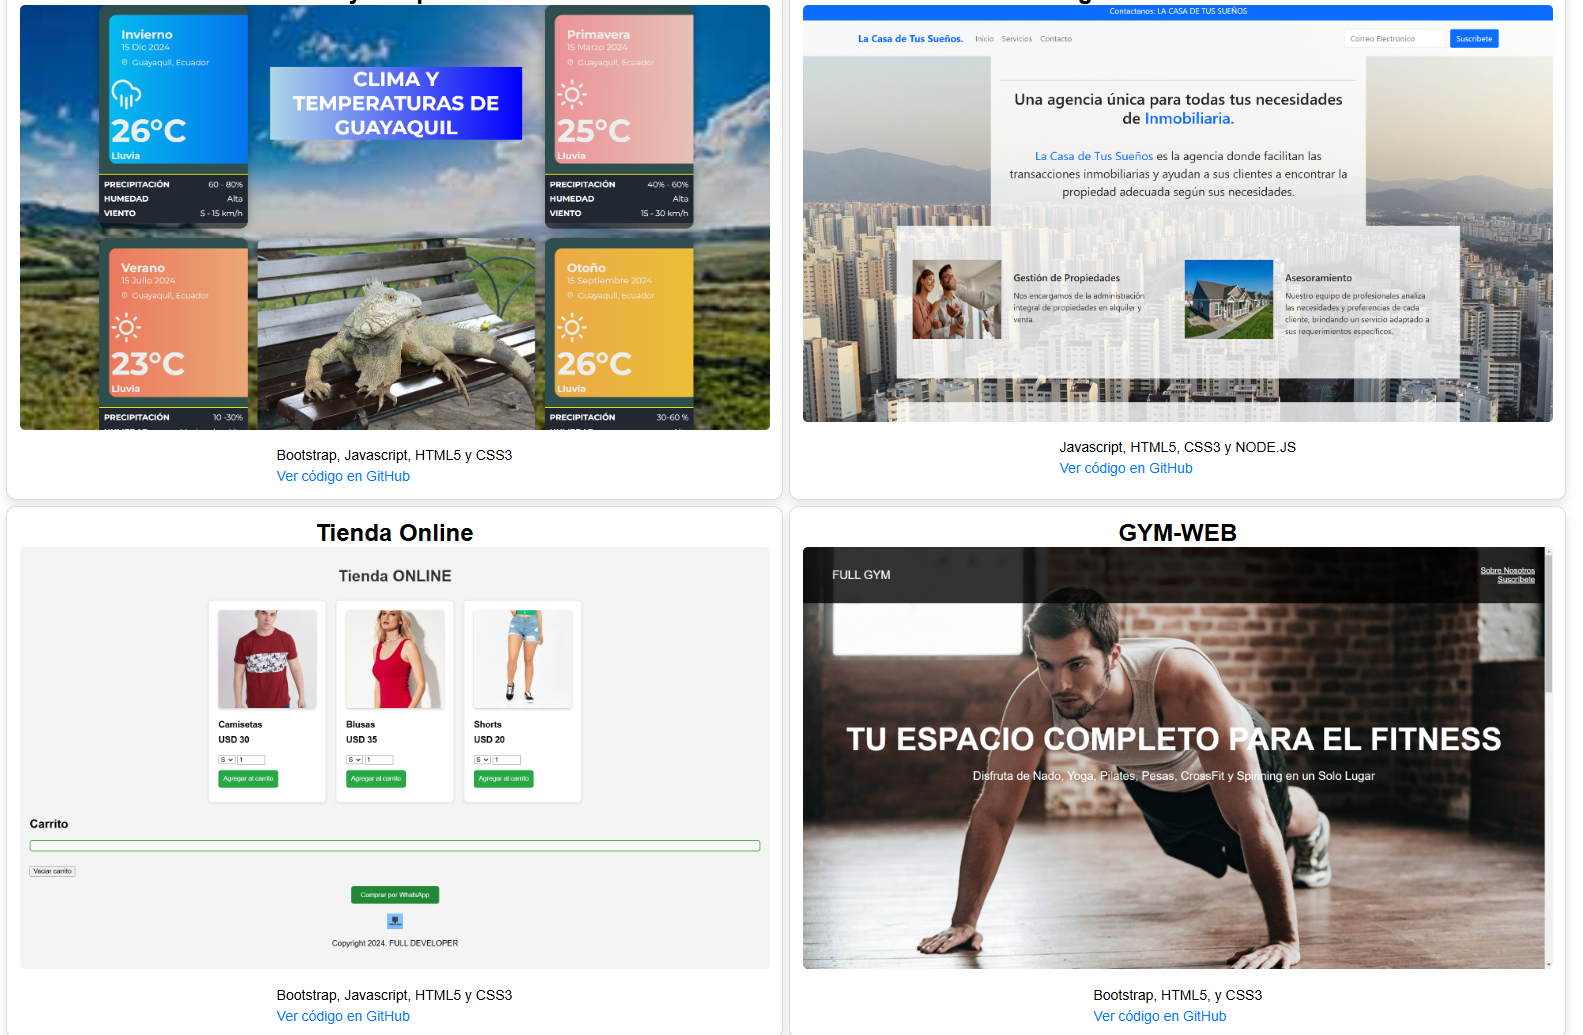 Contactanos: LA CASA DE TUS SUEÑOS
Invierno
15 Dic 2024
Guayaquil, Ecuador
26°C
Lluvia
PRECIPITACIÓN 60 - 80%
HUMEDAD Alta
VIENTO 5 - 15 km/h
CLIMA Y
TEMPERATURAS DE
GUAYAQUIL
Primavera
15 Marzo 2024
Guayaquil, Ecuador
25°C
Lluvia
PRECIPITACIÓN 40% - 60%
HUMEDAD Alta
VIENTO 15 - 30 km/h
Verano
15 Julio 2024
Guayaquil, Ecuador
23°C
Lluvia
PRECIPITACIÓN 10 -30%
Otoño
15 Septiembre 2024
Guayaquil, Ecuador
26°C
Lluvia
PRECIPITACIÓN 30-60 %
Bootstrap, Javascript, HTML5 y CSS3
Ver código en GitHub
La Casa de Tus Sueños. Inicio Servicios Contacto Correo Electronico Suscribete
Una agencia única para todas tus necesidades
de Inmobiliaria.
La Casa de Tus Sueños es la agencia donde facilitan las
transacciones inmobiliarias y ayudan a sus clientes a encontrar la
propiedad adecuada según sus necesidades.
Gestión de Propiedades
Nos encargamos de la administración
integral de propiedades en alquiler y
venta.
Asesoramiento
Nuestro equipo de profesionales analiza
las necesidades y preferencias de cada
cliente, brindando un servicio adaptado a
sus requerimientos específicos.
Javascript, HTML5, CSS3 y NODE.JS
Ver código en GitHub
Tienda Online
Tienda ONLINE
Camisetas
USD 30
S 1
Agregar al carrito
Blusas
USD 35
S 1
Agregar al carrito
Shorts
USD 20
S 1
Agregar al carrito
Carrito
Vaciar carrito
Comprar por WhatsApp
Copyright 2024. FULL DEVELOPER
Bootstrap, Javascript, HTML5 y CSS3
Ver código en GitHub
GYM-WEB
FULL GYM
Sobre Nosotros
Suscribete
TU ESPACIO COMPLETO PARA EL FITNESS
Disfruta de Nado, Yoga, Pilates, Pesas, CrossFit y Spinning en un Solo Lugar
Bootstrap, HTML5, y CSS3
Ver código en GitHub